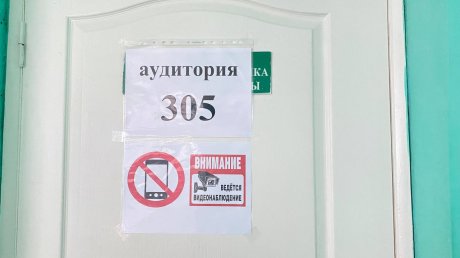 аудитория
305
ВНИМАНИЕ
ВЕДЁТСЯ
ВИДЕОНАБЛЮДЕНИЕ